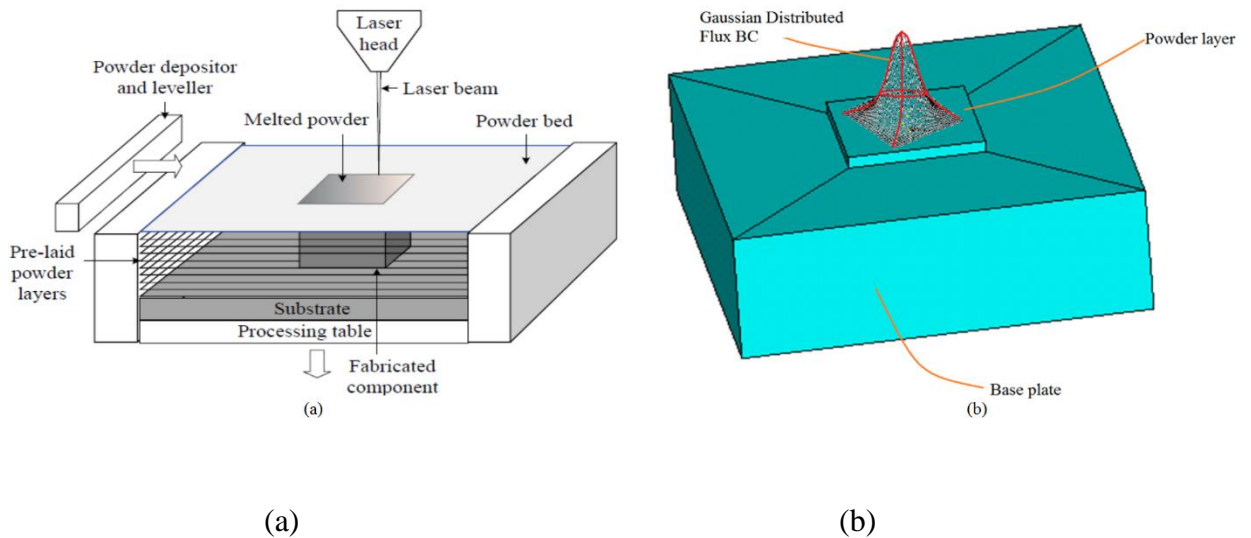 Laser
head
Powder depositor
and leveller
Laser beam
Melted powder
Powder bed
Pre-laid
powder
layers
Substrate
Processing table
Fabricated
component
(a)
Gaussian Distributed
Flux BC
Powder layer
Base plate
(b)
(a)
(b)